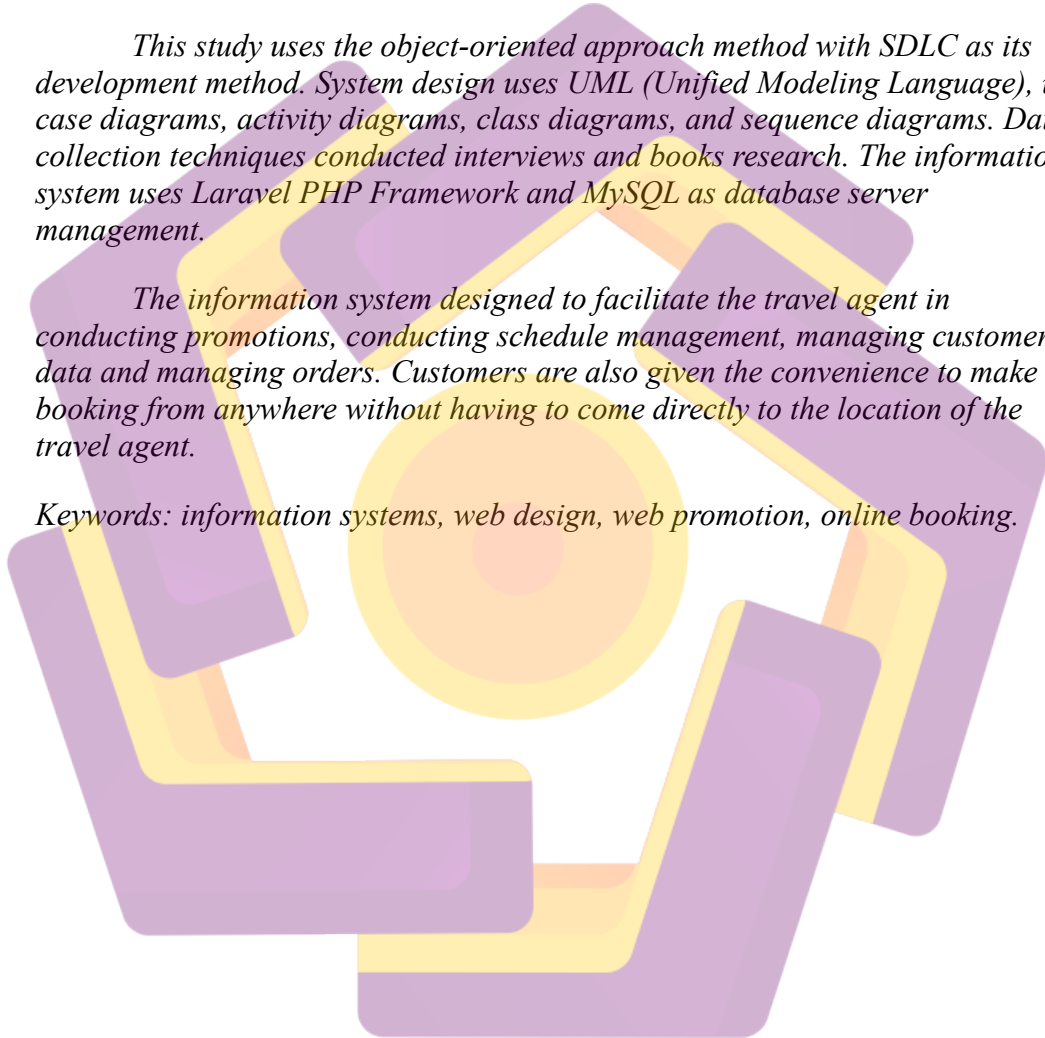 This study uses the object-oriented approach method with SDLC as its
development method. System design uses UML (Unified Modeling Language),
case diagrams, activity diagrams, class diagrams, and sequence diagrams.
collection techniques conducted interviews and books research. The
system uses Laravel PHP Framework and MySQL as database server
management.
The information system designed to facilitate the travel agent in
conducting promotions, conducting schedule management, managing customer
data and managing orders. Customers are also given the convenience to make
booking from anywhere without having to come directly to the location of the
travel agent.
Keywords: information systems, web design, web promotion, online booking.